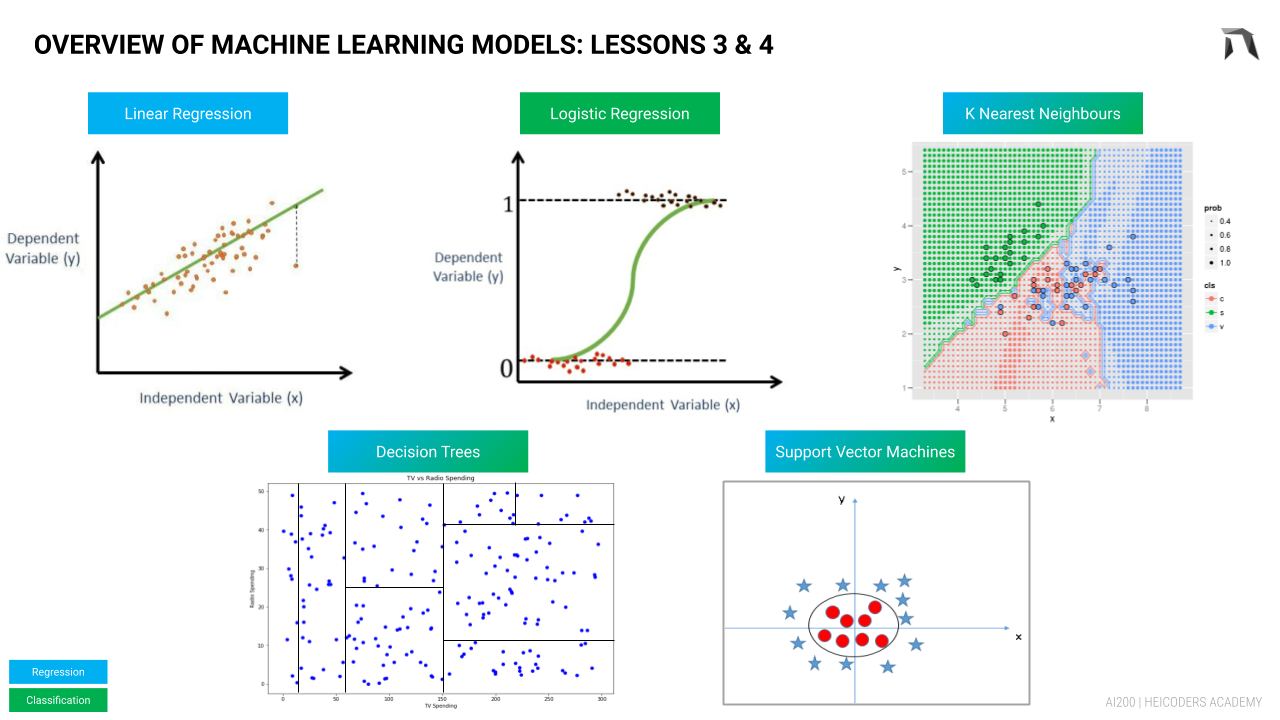 OVERVIEW OF MACHINE LEARNING MODELS: LESSONS 3 & 4
Linear Regression
Dependent
Variable (y)
Independent Variable (x)
Logistic Regression
1
Dependent
Variable (y)
0
Independent Variable (x)
K Nearest Neighbours
5
4
3
2
1
y
4
5
6
7
8
x
prob
0.4
0.6
0.8
1.0
cls
c
s
v
Decision Trees
TV vs Radio Spending
50
40
30
20
10
0
Radio Spending
0
50
100
150
200
250
300
TV Spending
Support Vector Machines
y
x
Regression
Classification
AI200 | HEICODERS ACADEMY